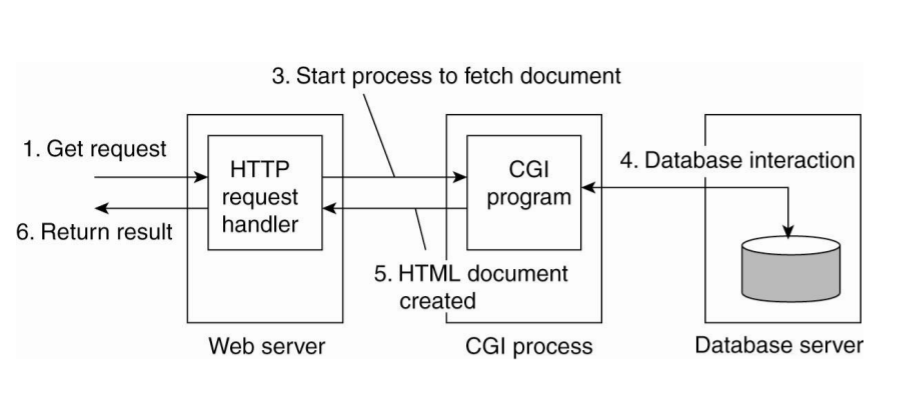 3. Start process to fetch document
1. Get request
HTTP
request
handler
CGI
program
4. Database interaction
6. Return result
5. HTML document
created
Web server
CGI process
Database server